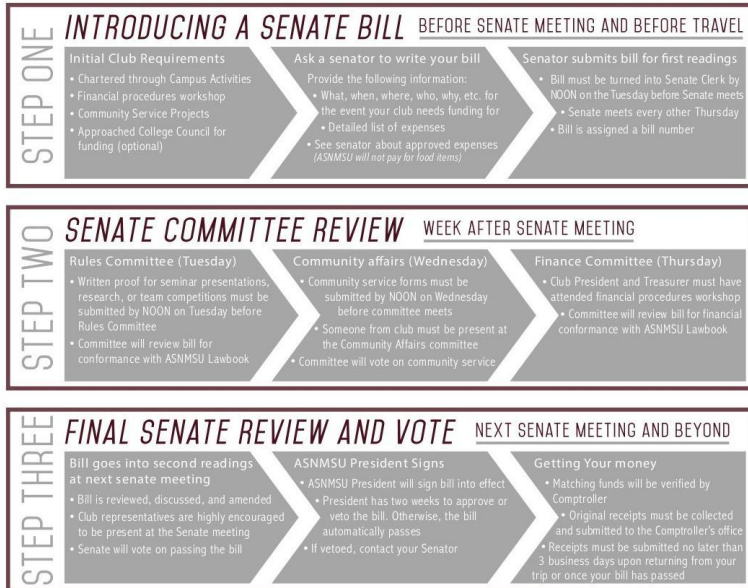 STEP ONE
INTRODUCING A SENATE BILL BEFORE SENATE MEETING AND BEFORE TRAVEL
Initial Club Requirements
• Chartered through Campus Activities
• Financial procedures workshop
• Community Service Projects
• Approached College Council for
funding (optional)
Ask a senator to write your bill
Provide the following information:
• What, when, where, who, why, etc. for
the event your club needs funding for
• Detailed list of expenses
• See senator about approved expenses
(ASNMSU will not pay for food items)
Senator submits bill for first readings
• Bill must be turned into Senate Clerk by
NOON on the Tuesday before Senate meets
• Senate meets every other Thursday
• Bill is assigned a bill number
STEP TWO
SENATE COMMITTEE REVIEW WEEK AFTER SENATE MEETING
Rules Committee (Tuesday)
• Written proof for seminar presentations,
research, or team competitions must be
submitted by NOON on Tuesday before
Rules Committee
• Committee will review bill for
conformance with ASNMSU Lawbook
Community affairs (Wednesday)
• Community service forms must be
submitted by NOON on Wednesday
before committee meets
• Someone from club must be present at
the Community Affairs committee
• Committee will vote on community service
Finance Committee (Thursday)
• Club President and Treasurer must have
attended financial procedures workshop
• Committee will review bill for financial
conformance with ASNMSU Lawbook
STEP THREE
FINAL SENATE REVIEW AND VOTE NEXT SENATE MEETING AND BEYOND
Bill goes into second readings
at next senate meeting
• Bill is reviewed, discussed, and amended
• Club representatives are highly encouraged
to be present at the Senate meeting
• Senate will vote on passing the bill
ASNMSU President Signs
• ASNMSU President will sign bill into effect
• President has two weeks to approve or
veto the bill. Otherwise, the bill
automatically passes
• If vetoed, contact your Senator
Getting Your money
• Matching funds will be verified by
Comptroller
• Original receipts must be collected
and submitted to the Comptroller's office
• Receipts must be submitted no later than
3 business days upon returning from your
trip or once your bill has passed